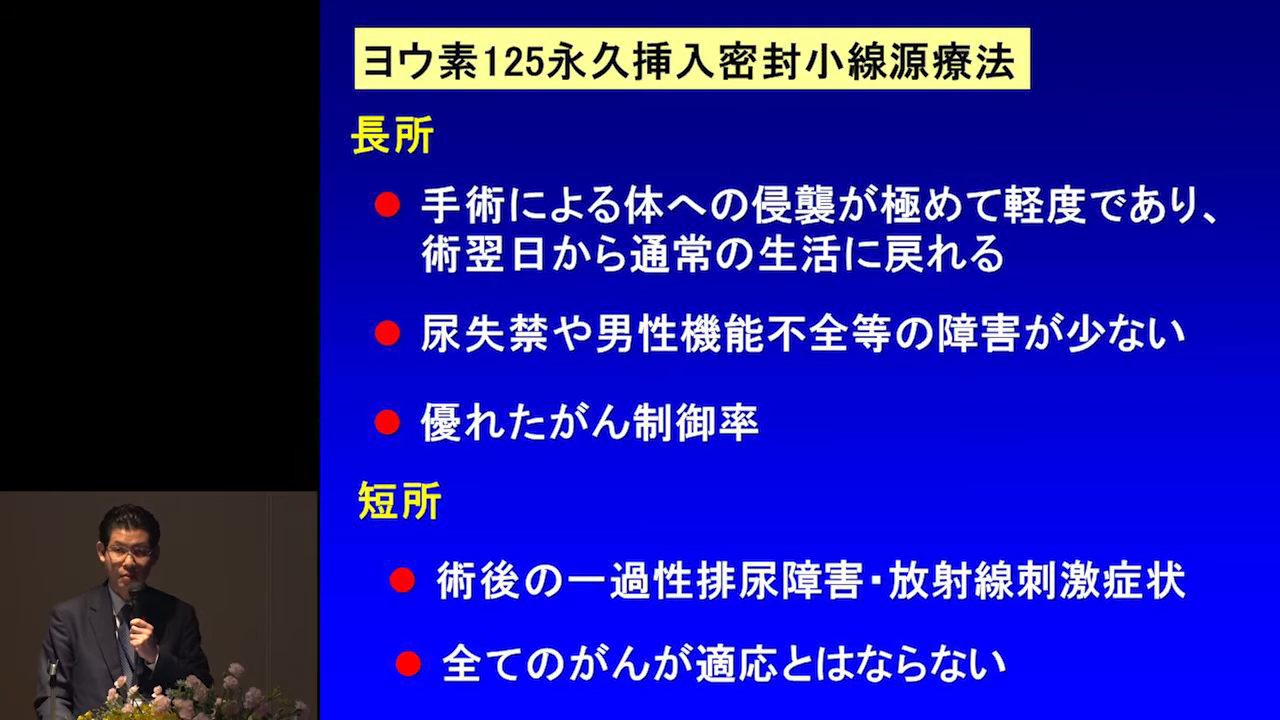 ヨウ素125永久挿入密封小線源療法
長所
● 手術による体への侵襲が極めて軽度であり、
術翌日から通常の生活に戻れる
● 尿失禁や男性機能不全等の障害が少ない
● 優れたがん制御率
短所
● 術後の一過性排尿障害・放射線刺激症状
● 全てのがんが適応とはならない